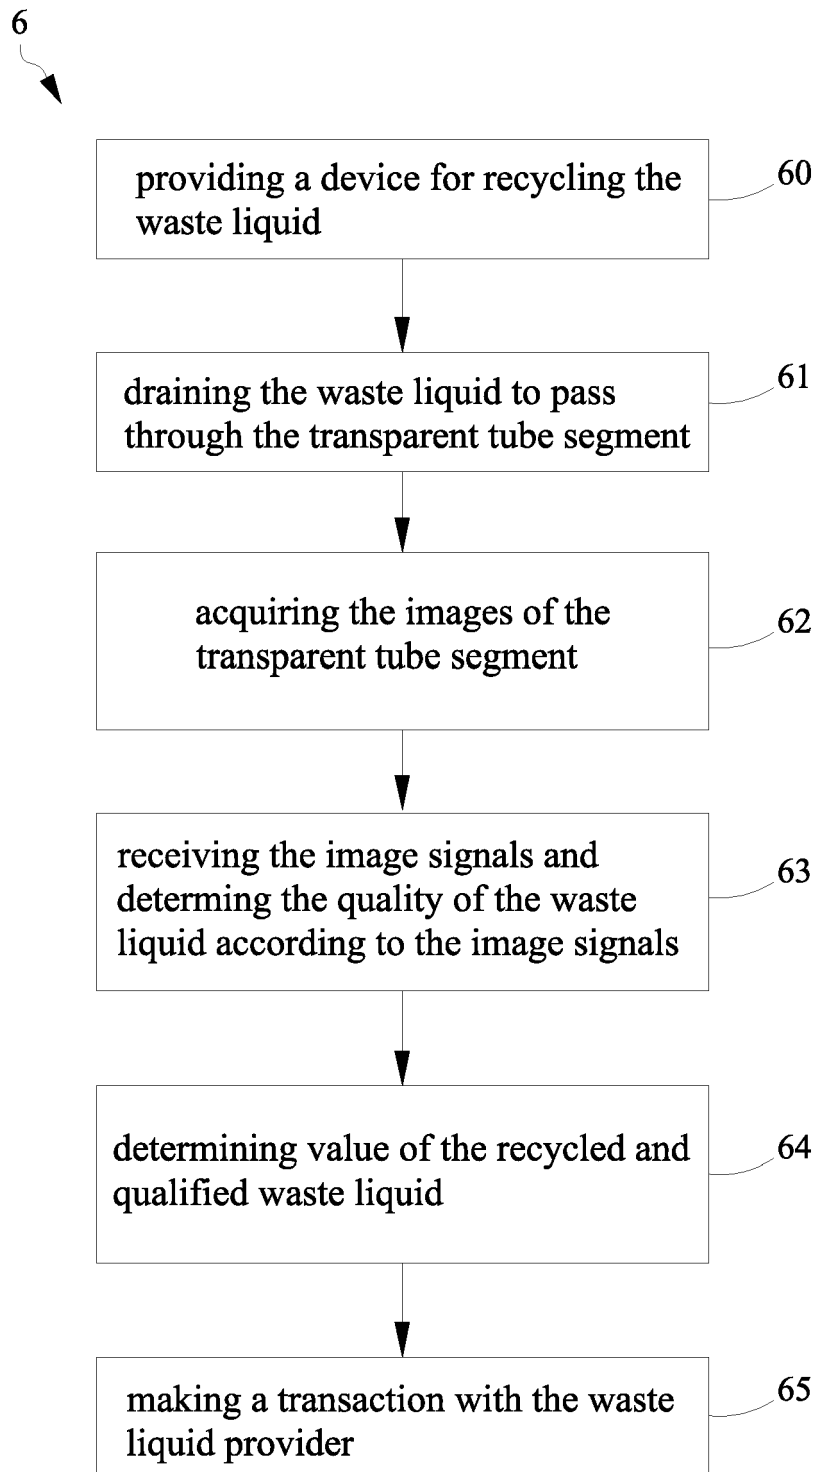 6
providing a device for recycling the
waste liquid
60
draining the waste liquid to pass
through the transparent tube segment
61
acquiring the images of the
transparent tube segment
62
receiving the image signals and
determing the quality of the waste
liquid according to the image signals
63
determining value of the recycled and
qualified waste liquid
64
making a transaction with the waste
liquid provider
65